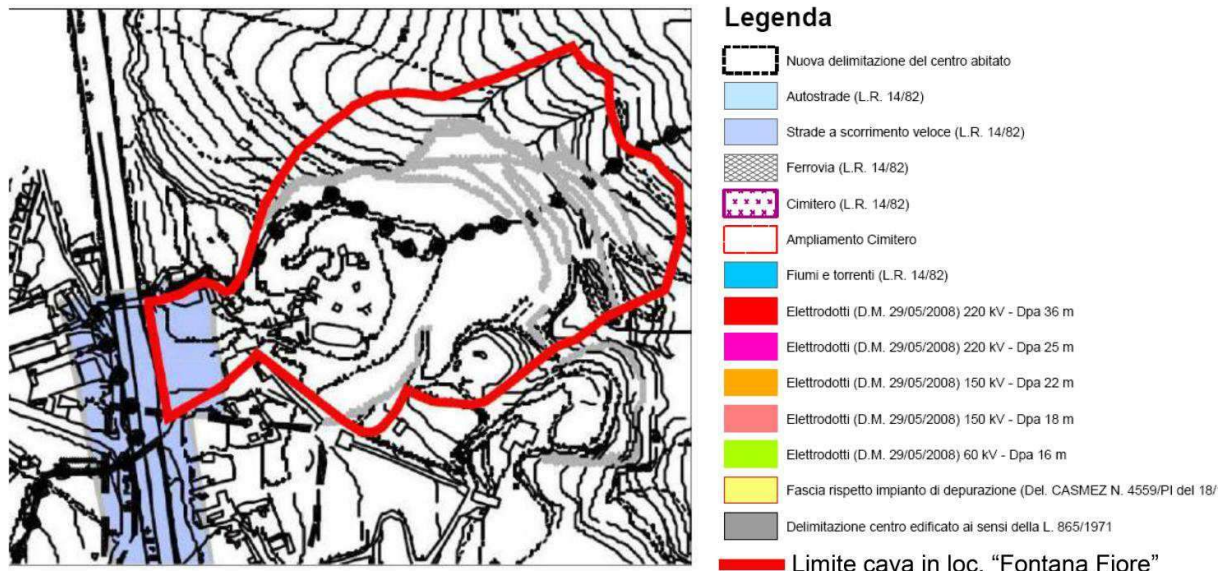 Legenda
Nuova delimitazione del centro abitato
Autostrade (L.R. 14/82)
Strade a scorrimento veloce (L.R. 14/82)
Ferrovia (L.R. 14/82)
Cimitero (L.R. 14/82)
Ampliamento Cimitero
Fiumi e torrenti (L.R. 14/82)
Elettrodotti (D.M. 29/05/2008) 220 kV - Dpa 36 m
Elettrodotti (D.M. 29/05/2008) 220 kV - Dpa 25 m
Elettrodotti (D.M. 29/05/2008) 150 kV - Dpa 22 m
Elettrodotti (D.M. 29/05/2008) 150 kV - Dpa 18 m
Elettrodotti (D.M. 29/05/2008) 60 kV - Dpa 16 m
Fascia rispetto impianto di depurazione (Del. CASMEZ N. 4559/PI del 18/
Delimitazione centro edificato ai sensi della L. 865/1971
Limite cava in loc. “Fontana Fiore”